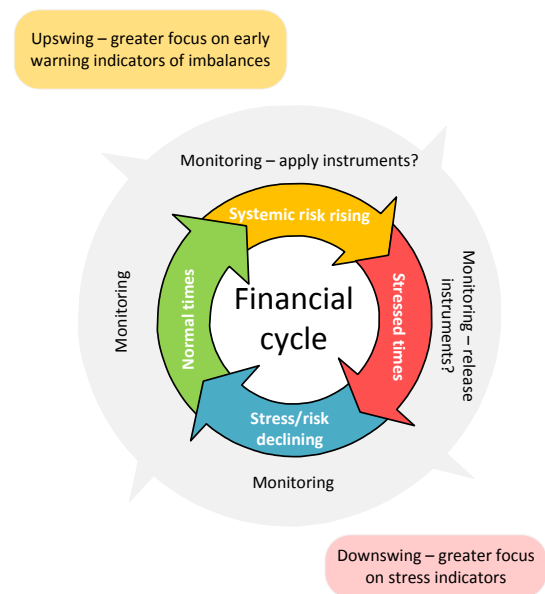 Upswing – greater focus on early
warning indicators of imbalances
Monitoring – apply instruments?
Systemic risk rising
Monitoring
Normal times
Financial
cycle
Stressed times
Monitoring – release
instruments?
Stress/risk
declining
Monitoring
Downswing – greater focus
on stress indicators